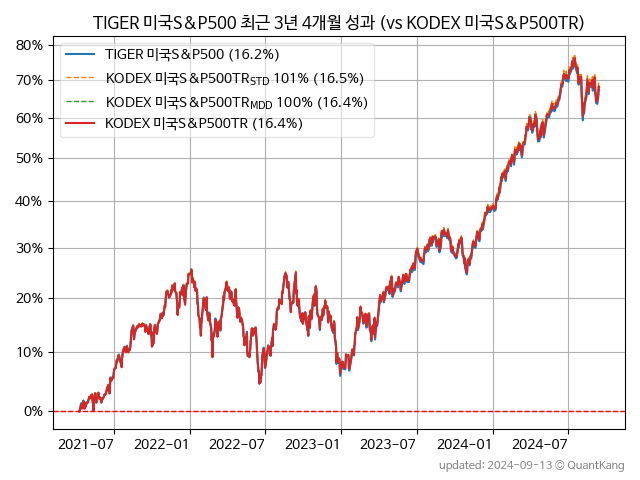 TIGER 미국S&P500 최근 3년 4개월 성과 (vs KODEX 미국S&P500TR)
80%
70%
60%
50%
40%
30%
20%
10%
0%
TIGER 미국S&P500 (16.2%)
KODEX 미국S&P500TR_STD 101% (16.5%)
KODEX 미국S&P500TR_MDD 100% (16.4%)
KODEX 미국S&P500TR (16.4%)
2021-07 2022-01 2022-07 2023-01 2023-07 2024-01 2024-07
updated: 2024-09-13 © QuantKang